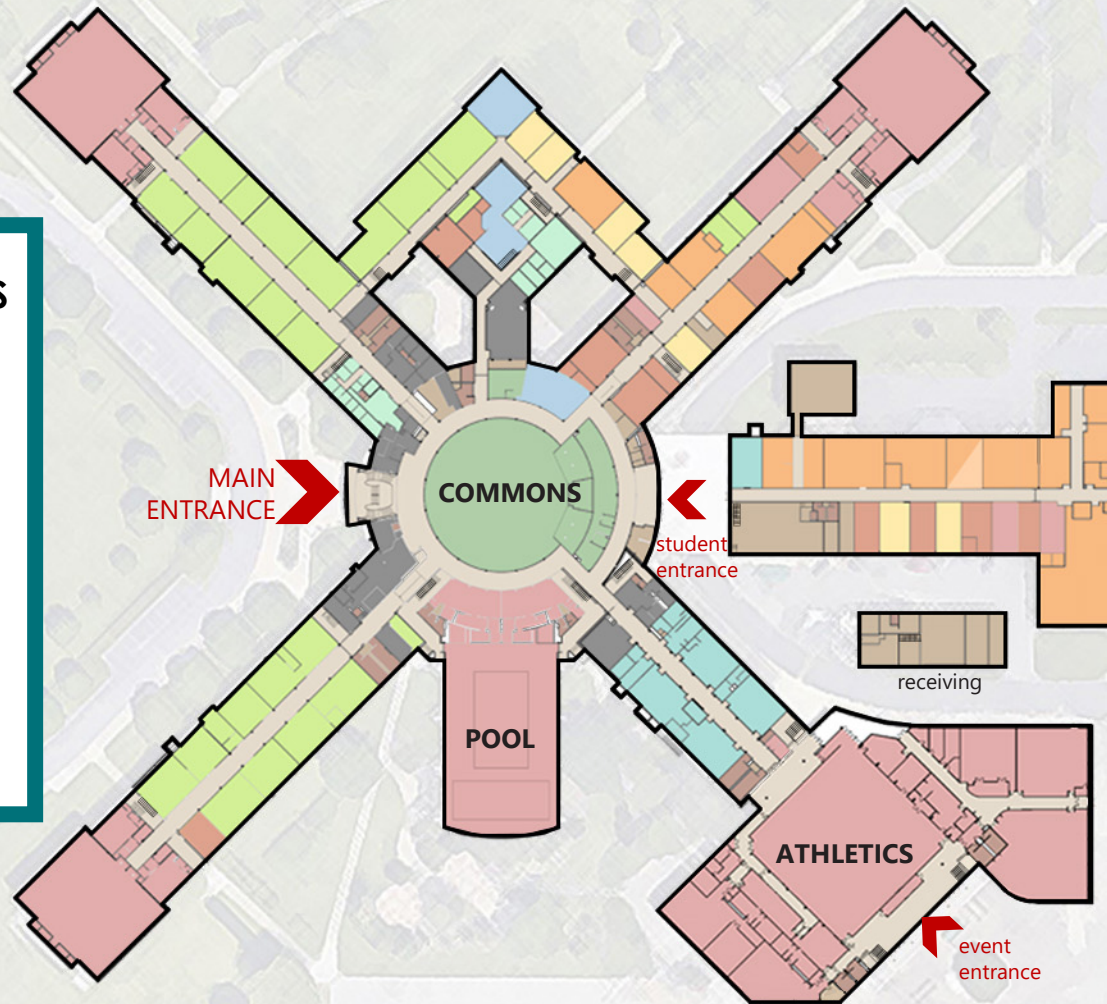 S
MAIN
ENTRANCE
COMMONS
student
entrance
receiving
POOL
ATHLETICS
event
entrance